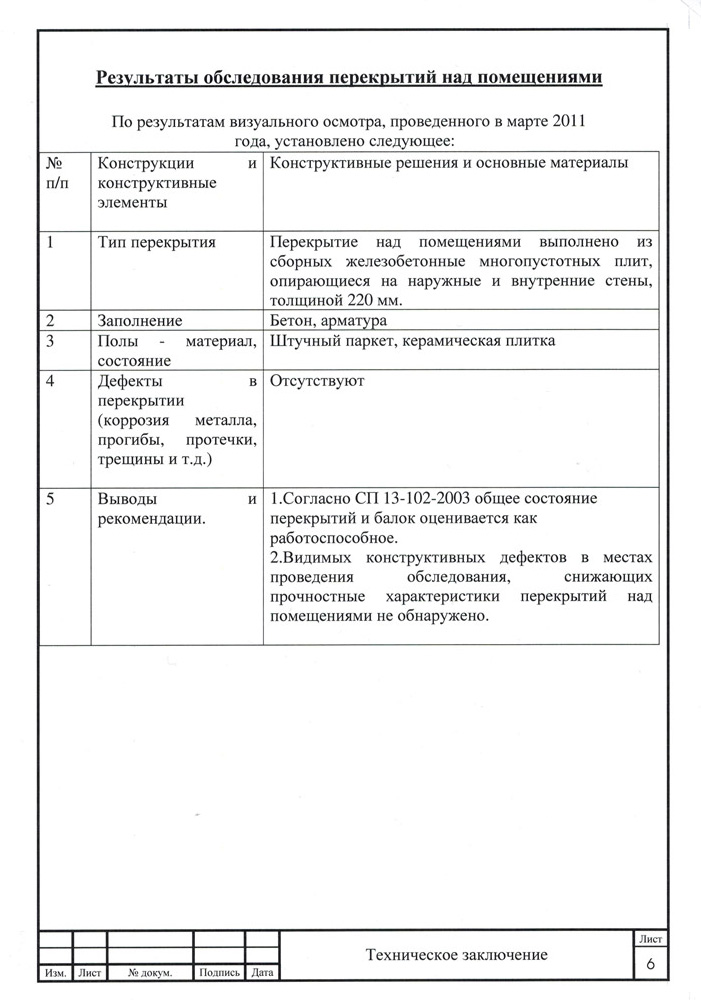 Результаты обследования перекрытий над помещениями
По результатам визуального осмотра, проведенного в марте 2011
года, установлено следующее:
№ Конструкции и Конструктивные решения и основные материалы
п/п конструктивные
элементы
1 Тип перекрытия Перекрытие над помещениями выполнено из
сборных железобетонные многопустотных плит,
опирающиеся на наружные и внутренние стены,
толщиной 220 мм.
2 Заполнение Бетон, арматура
3 Полы - материал, Штучный паркет, керамическая плитка
состояние
4 Дефекты в Отсутствуют
перекрытии
(коррозия металла,
прогибы, протечки,
трещины и т.д.)
5 Выводы и 1.Согласно СП 13-102-2003 общее состояние
рекомендации. перекрытий и балок оценивается как
работоспособное.
2.Видимых конструктивных дефектов в местах
проведения обследования, снижающих
прочностные характеристики перекрытий над
помещениями не обнаружено.
Техническое заключение
Лист
6
Изм. Лист № докум. Подпись Дата